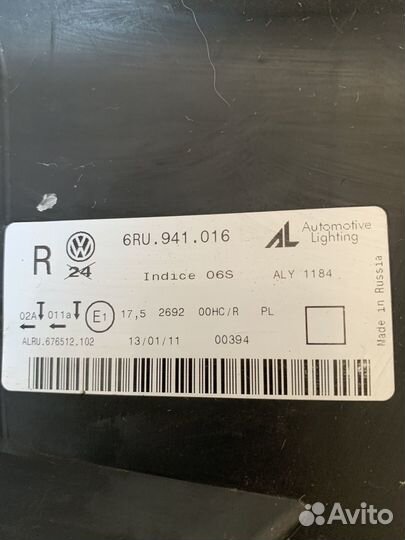 6RU.941.016
Automotive
Lighting
R
24
Indice 06S
ALY 1184
02A 011a E1 17,5 2692 00HC/R PL
ALRU.676512.102 13/01/11 00394
Made in Russia
Avito